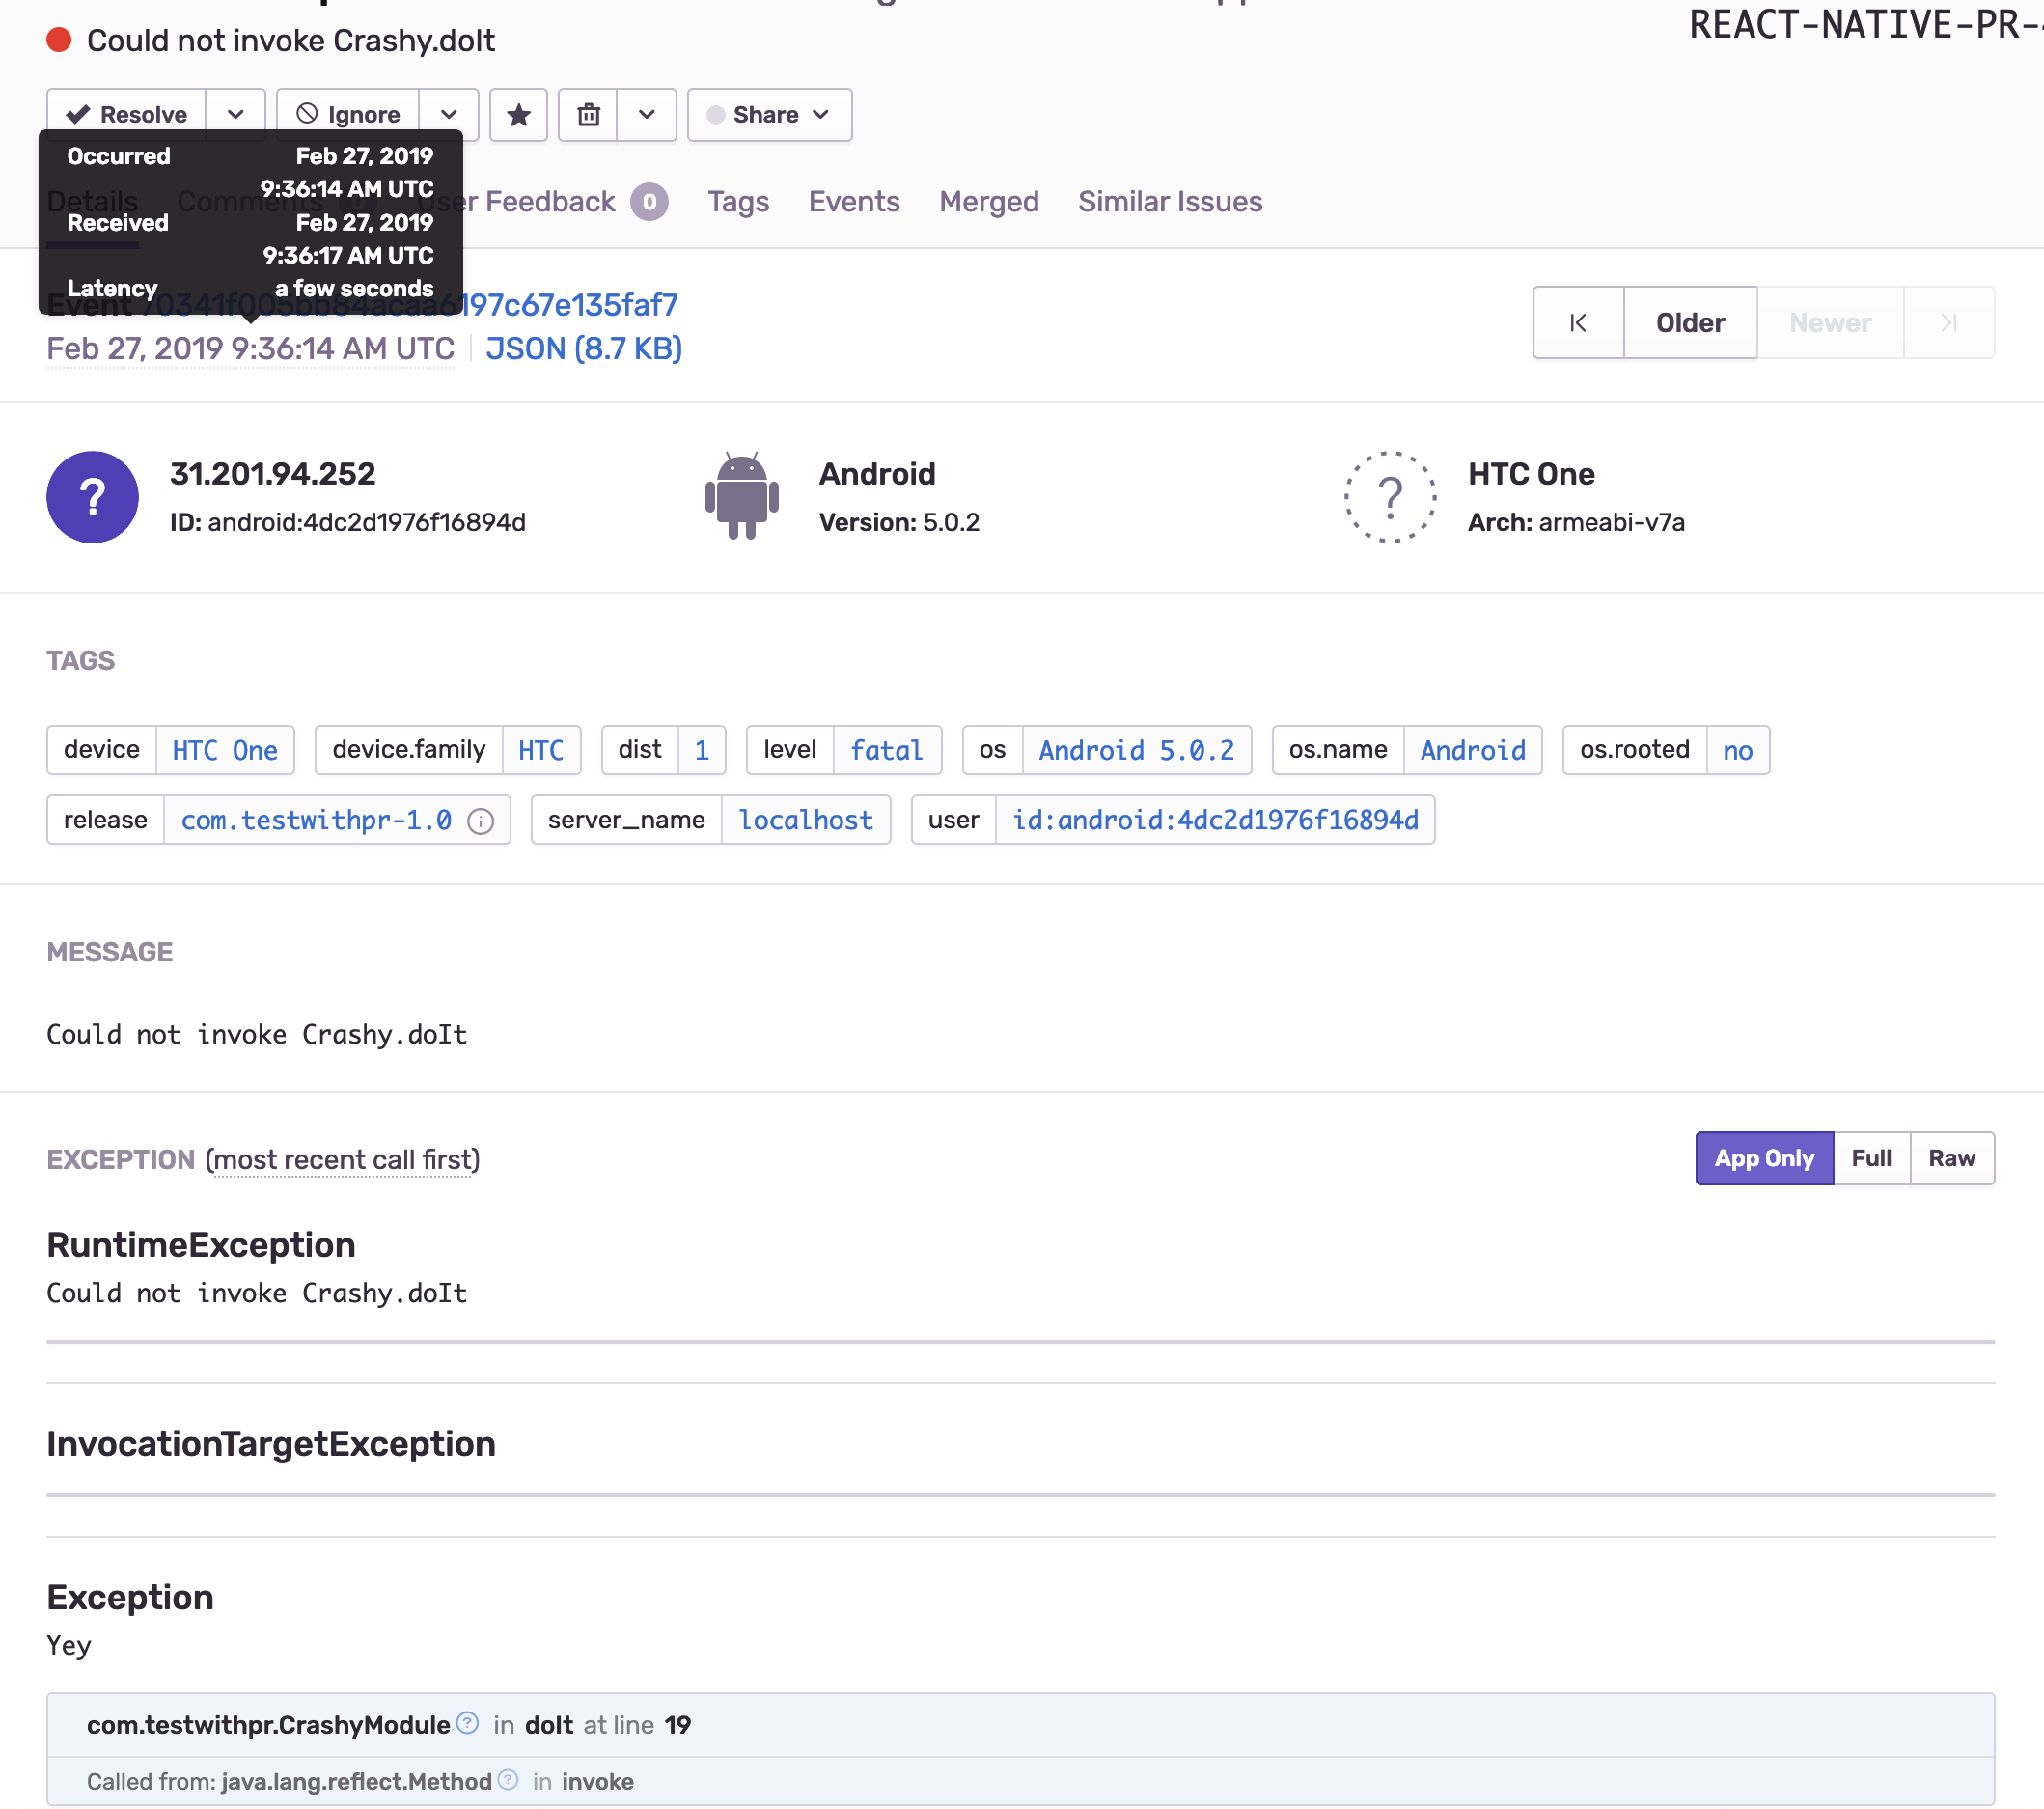 Could not invoke Crashy.doIt
REACT-NATIVE-PR-
Resolve
Ignore
Share
Occurred Feb 27, 2019
9:36:14 AM UTC
Received Feb 27, 2019
9:36:17 AM UTC
Latency a few seconds
Details
Comments
User Feedback 0
Tags
Events
Merged
Similar Issues
Event 70341f005bb84acaa6197c67e135faf7
Feb 27, 2019 9:36:14 AM UTC
JSON (8.7 KB)
Older
Newer
?
31.201.94.252
ID: android:4dc2d1976f16894d
Android
Version: 5.0.2
?
HTC One
Arch: armeabi-v7a
TAGS
device HTC One
device.family HTC
dist 1
level fatal
os Android 5.0.2
os.name Android
os.rooted no
release com.testwithpr-1.0
server_name localhost
user id:android:4dc2d1976f16894d
MESSAGE
Could not invoke Crashy.doIt
EXCEPTION (most recent call first)
App Only
Full
Raw
RuntimeException
Could not invoke Crashy.doIt
InvocationTargetException
Exception
Yey
com.testwithpr.CrashyModule ? in doIt at line 19
Called from: java.lang.reflect.Method ? in invoke